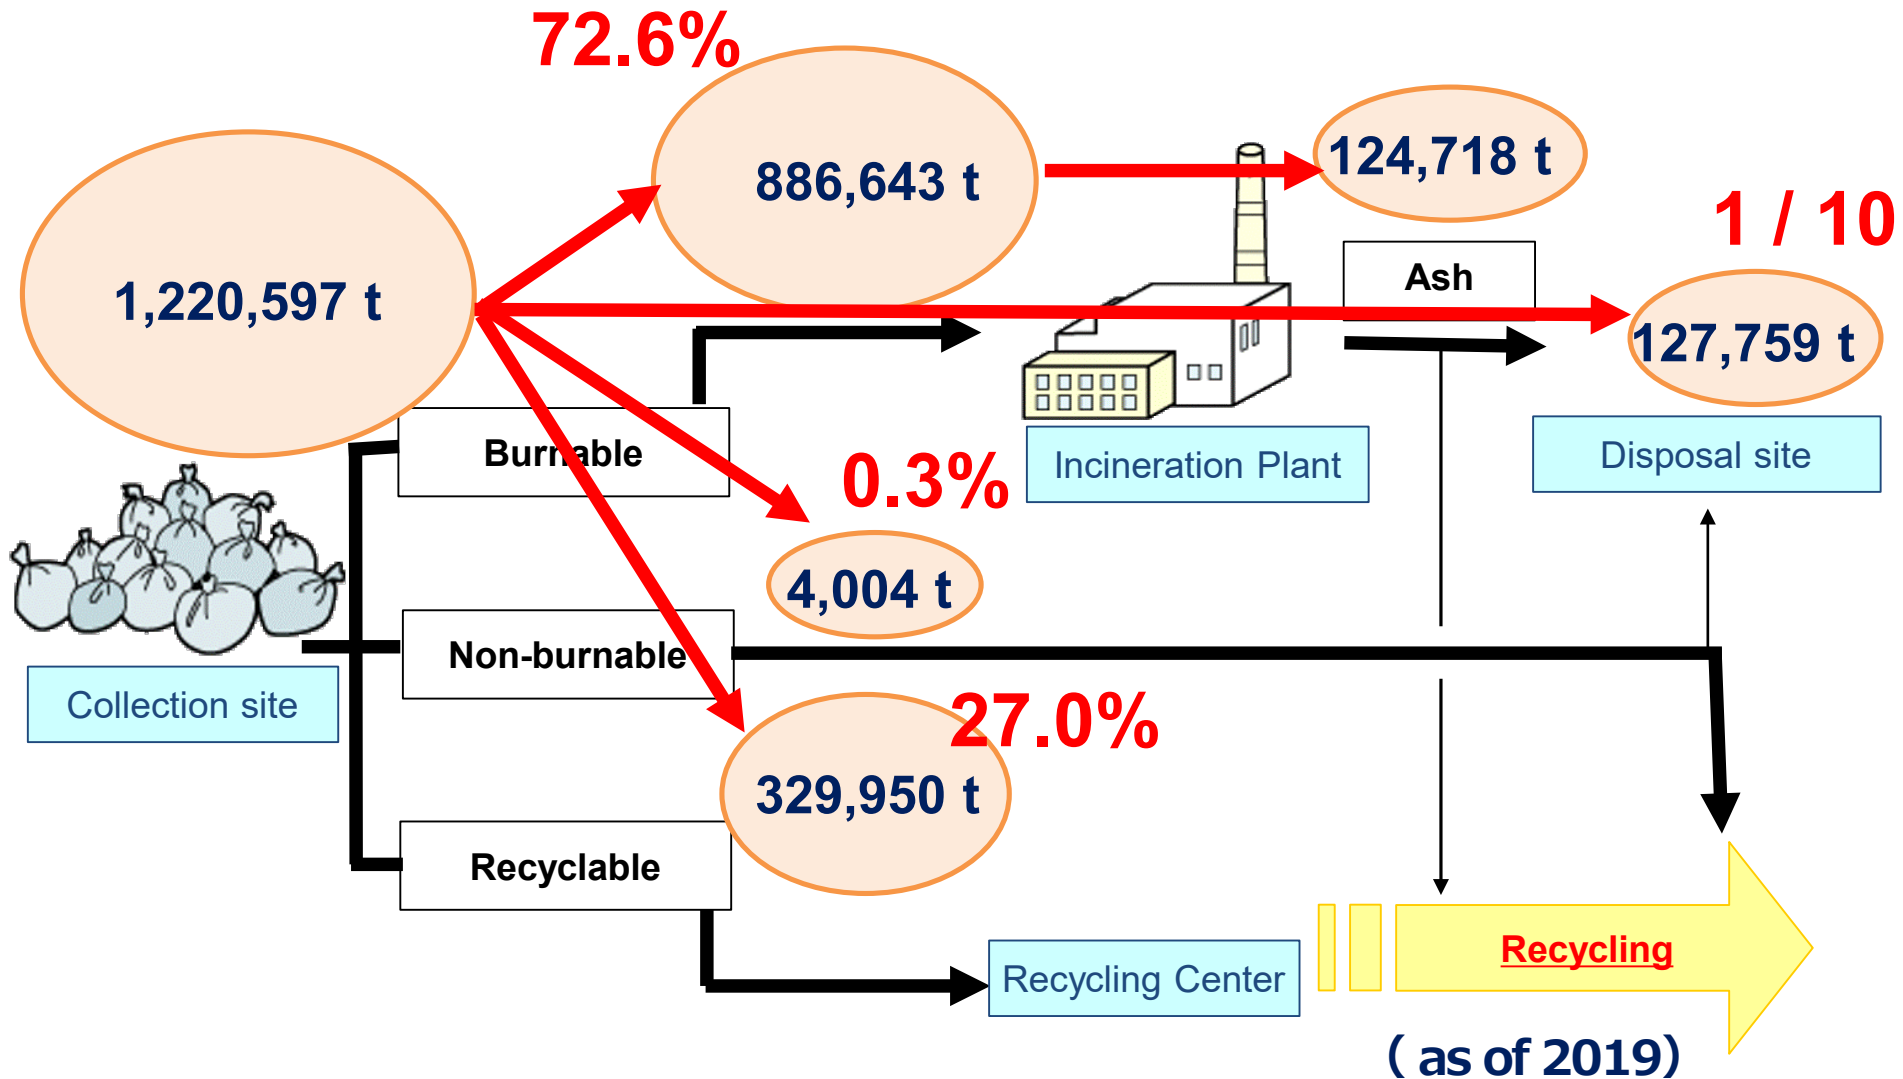 72.6%
886,643 t
124,718 t
1 / 10
1,220,597 t
Ash
127,759 t
Burnable
0.3%
Incineration Plant
Disposal site
4,004 t
Non-burnable
Collection site
27.0%
329,950 t
Recyclable
Recycling Center
Recycling
( as of 2019)